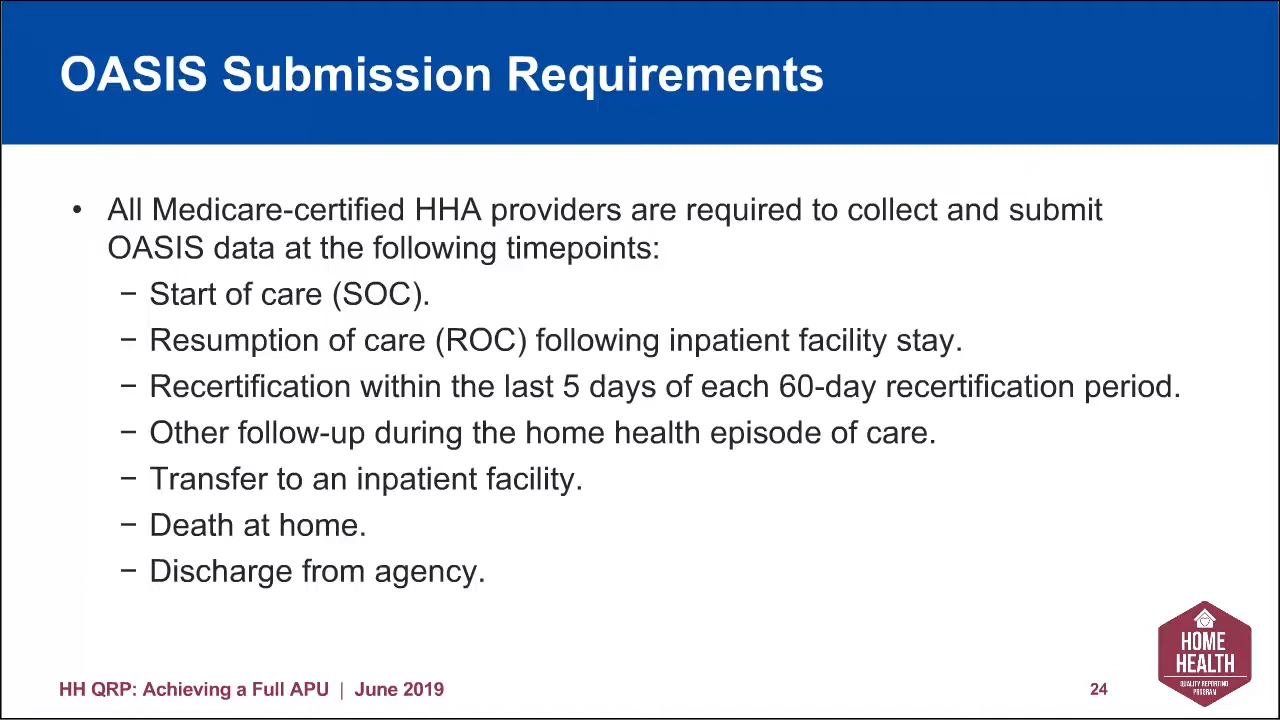 OASIS Submission Requirements
• All Medicare-certified HHA providers are required to collect and submit
OASIS data at the following timepoints:
− Start of care (SOC).
− Resumption of care (ROC) following inpatient facility stay.
− Recertification within the last 5 days of each 60-day recertification period.
− Other follow-up during the home health episode of care.
− Transfer to an inpatient facility.
− Death at home.
− Discharge from agency.
HH QRP: Achieving a Full APU | June 2019
24
HOME
HEALTH
QUALITY REPORTING
PROGRAM